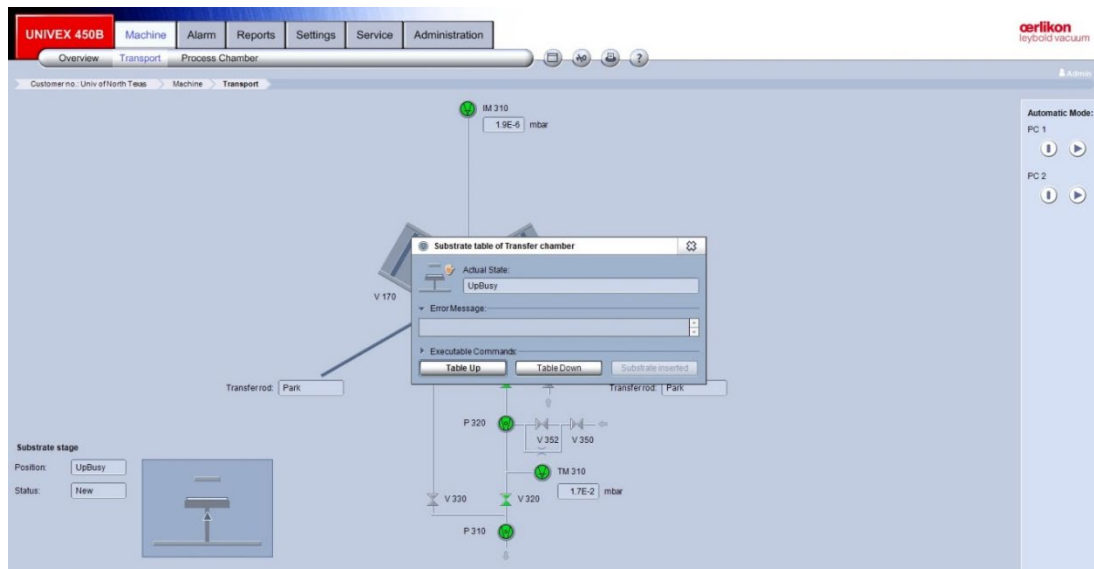 UNIVEX 450B Machine Alarm Reports Settings Service Administration
œrlikon
leybold vacuum
Overview Transport Process Chamber
?
Admin
Customer no.: Univ of North Texas Machine Transport
IM 310
1.9E-6 mbar
Automatic Mode:
PC 1
PC 2
Substrate table of Transfer chamber
Actual State:
UpBusy
V 170
Error Message:
Executable Commands:
Table Up Table Down Substrate inserted
Transfer rod: Park
Transfer rod: Park
P 320
V 352 V 350
Substrate stage
Position: UpBusy
Status: New
TM 310
1.7E-2 mbar
V 330 V 320
P 310